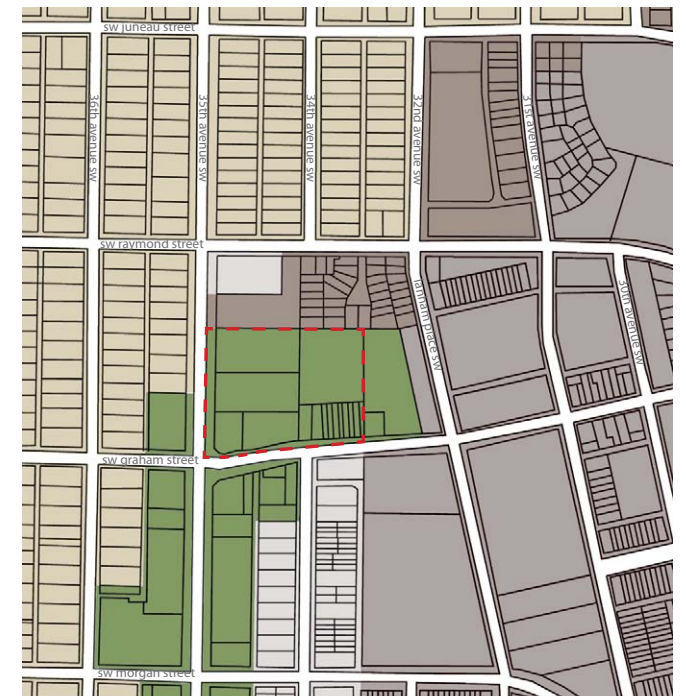 sw juneau street
36th avenue sw
35th avenue sw
34th avenue sw
32nd avenue sw
31st avenue sw
sw raymond street
lanham place sw
30th avenue sw
sw graham street
sw morgan street